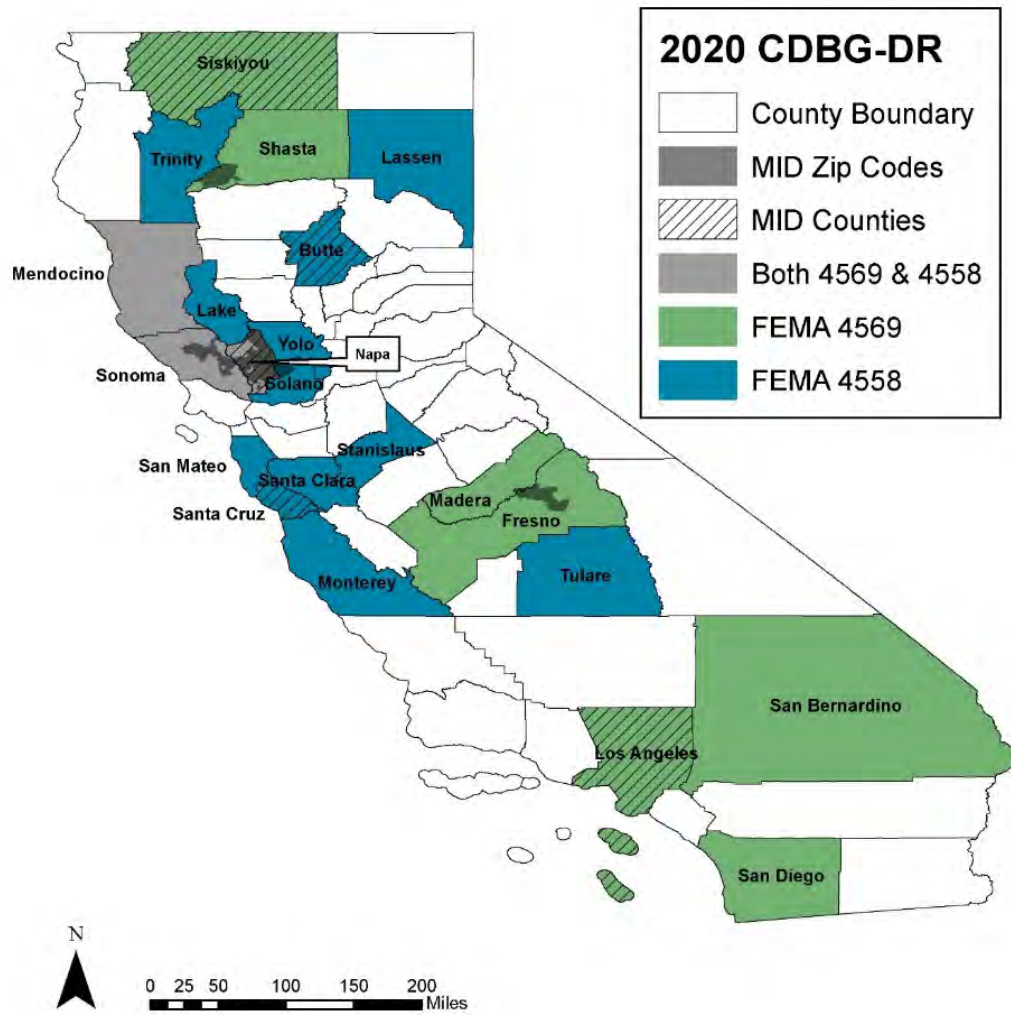 2020 CDBG-DR
County Boundary
MID Zip Codes
MID Counties
Both 4569 & 4558
FEMA 4569
FEMA 4558
Siskiyou
Trinity
Shasta
Lassen
Butte
Mendocino
Lake
Yolo
Napa
Sonoma
Solano
Stanislaus
San Mateo
Santa Clara
Madera
Santa Cruz
Fresno
Monterey
Tulare
San Bernardino
Los Angeles
San Diego
N
0 25 50 100 150 200
Miles